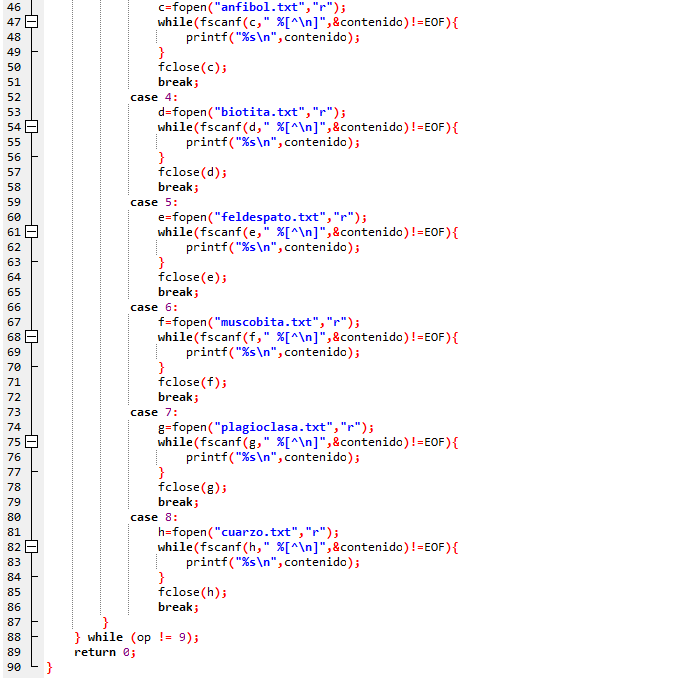 46 c=fopen("anfibol.txt","r");
47 while(fscanf(c," %[^\n]",&contenido)!=EOF){
48 printf("%s\n",contenido);
49 }
50 fclose(c);
51 break;
52 case 4:
53 d=fopen("biotita.txt","r");
54 while(fscanf(d," %[^\n]",&contenido)!=EOF){
55 printf("%s\n",contenido);
56 }
57 fclose(d);
58 break;
59 case 5:
60 e=fopen("feldespato.txt","r");
61 while(fscanf(e," %[^\n]",&contenido)!=EOF){
62 printf("%s\n",contenido);
63 }
64 fclose(e);
65 break;
66 case 6:
67 f=fopen("muscobita.txt","r");
68 while(fscanf(f," %[^\n]",&contenido)!=EOF){
69 printf("%s\n",contenido);
70 }
71 fclose(f);
72 break;
73 case 7:
74 g=fopen("plagioclasa.txt","r");
75 while(fscanf(g," %[^\n]",&contenido)!=EOF){
76 printf("%s\n",contenido);
77 }
78 fclose(g);
79 break;
80 case 8:
81 h=fopen("cuarzo.txt","r");
82 while(fscanf(h," %[^\n]",&contenido)!=EOF){
83 printf("%s\n",contenido);
84 }
85 fclose(h);
86 break;
87 }
88 } while (op != 9);
89 return 0;
90 }